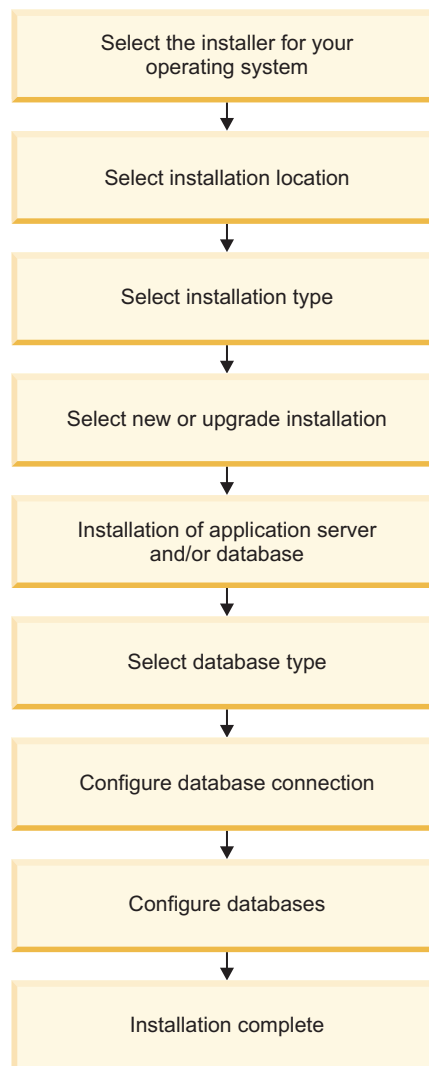 Select the installer for your
operating system
Select installation location
Select installation type
Select new or upgrade installation
Installation of application server
and/or database
Select database type
Configure database connection
Configure databases
Installation complete